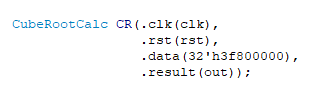 CubeRootCalc CR(.clk(clk),
.rst(rst),
.data(32'h3f800000),
.result(out));